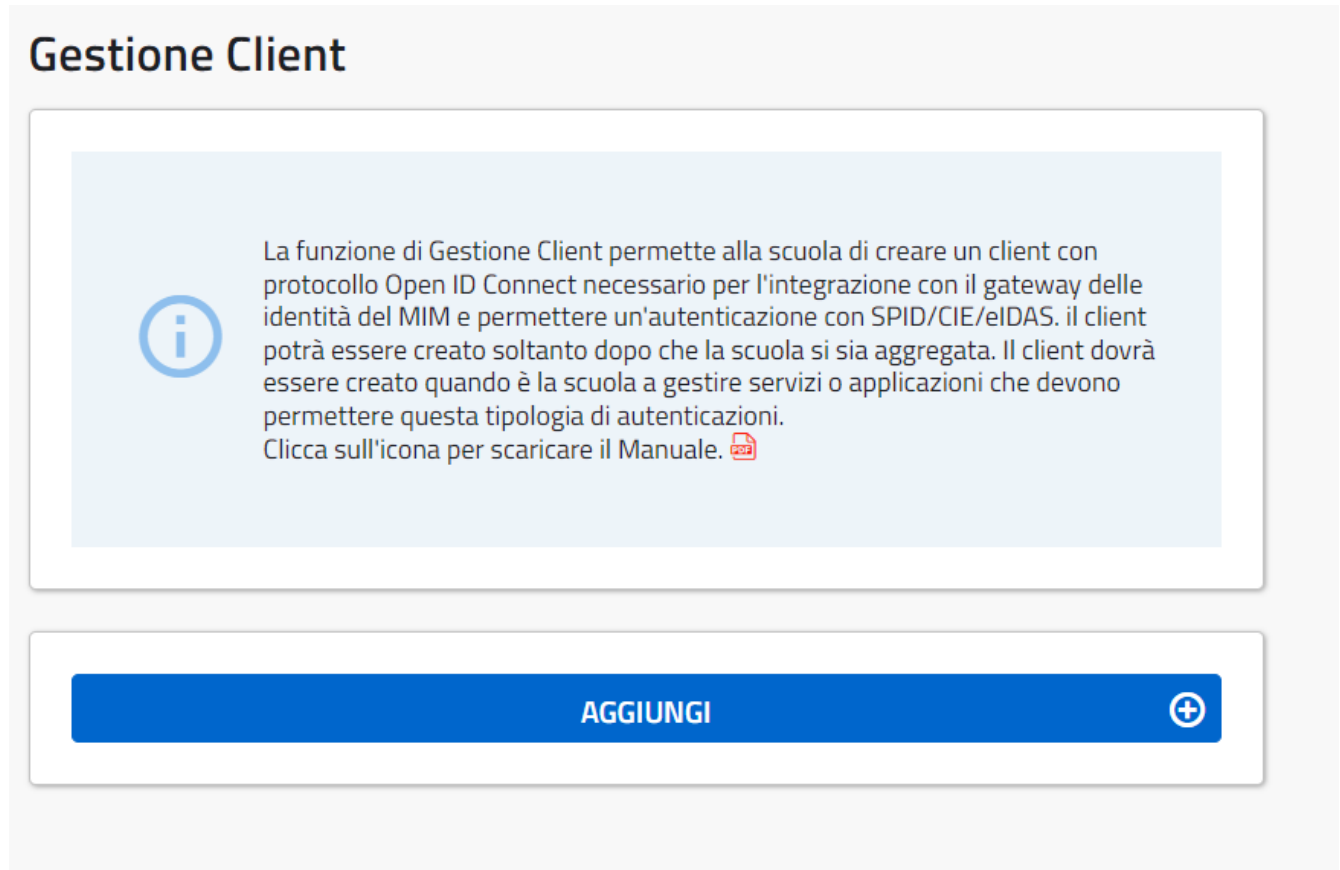 Gestione Client
La funzione di Gestione Client permette alla scuola di creare un client con
protocollo Open ID Connect necessario per l'integrazione con il gateway delle
identità del MIM e permettere un'autenticazione con SPID/CIE/eIDAS. il client
potrà essere creato soltanto dopo che la scuola si sia aggregata. Il client dovrà
essere creato quando è la scuola a gestire servizi o applicazioni che devono
permettere questa tipologia di autenticazioni.
Clicca sull'icona per scaricare il Manuale. PDF
AGGIUNGI